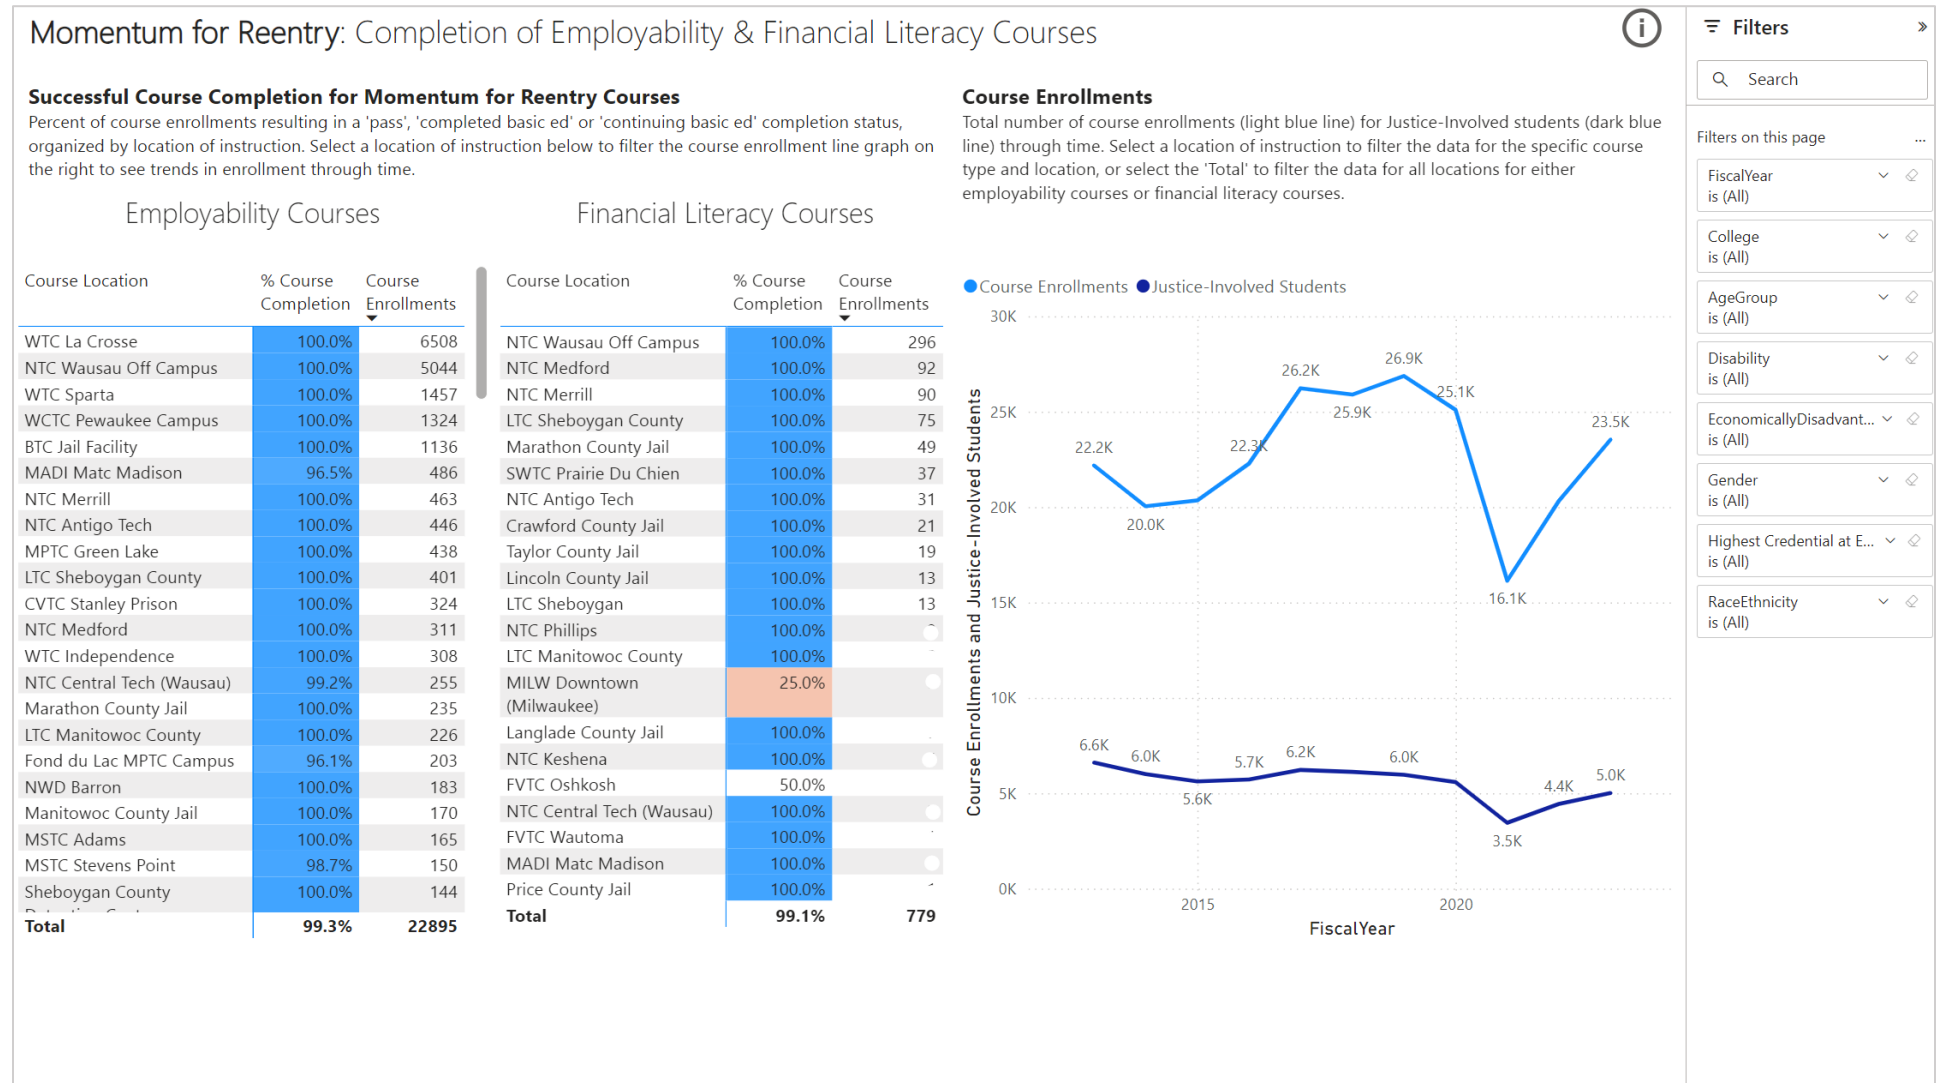 Momentum for Reentry: Completion of Employability & Financial Literacy Courses
Successful Course Completion for Momentum for Reentry Courses
Percent of course enrollments resulting in a 'pass', 'completed basic ed' or 'continuing basic ed' completion status,
organized by location of instruction. Select a location of instruction below to filter the course enrollment line graph on
the right to see trends in enrollment through time.
Employability Courses
Course Location % Course Completion Course Enrollments
WTC La Crosse 100.0% 6508
NTC Wausau Off Campus 100.0% 5044
WTC Sparta 100.0% 1457
WCTC Pewaukee Campus 100.0% 1324
BTC Jail Facility 100.0% 1136
MADI Matc Madison 96.5% 486
NTC Merrill 100.0% 463
NTC Antigo Tech 100.0% 446
MPTC Green Lake 100.0% 438
LTC Sheboygan County 100.0% 401
CVTC Stanley Prison 100.0% 324
NTC Medford 100.0% 311
WTC Independence 100.0% 308
NTC Central Tech (Wausau) 99.2% 255
Marathon County Jail 100.0% 235
LTC Manitowoc County 100.0% 226
Fond du Lac MPTC Campus 96.1% 203
NWD Barron 100.0% 183
Manitowoc County Jail 100.0% 170
MSTC Adams 100.0% 165
MSTC Stevens Point 98.7% 150
Sheboygan County 100.0% 144
Total 99.3% 22895
Financial Literacy Courses
Course Location % Course Completion Course Enrollments
NTC Wausau Off Campus 100.0% 296
NTC Medford 100.0% 92
NTC Merrill 100.0% 90
LTC Sheboygan County 100.0% 75
Marathon County Jail 100.0% 49
SWTC Prairie Du Chien 100.0% 37
NTC Antigo Tech 100.0% 31
Crawford County Jail 100.0% 21
Taylor County Jail 100.0% 19
Lincoln County Jail 100.0% 13
LTC Sheboygan 100.0% 13
NTC Phillips 100.0%
LTC Manitowoc County 100.0%
MILW Downtown 25.0%
(Milwaukee)
Langlade County Jail 100.0%
NTC Keshena 100.0%
FVTC Oshkosh 50.0%
NTC Central Tech (Wausau) 100.0%
FVTC Wautoma 100.0%
MADI Matc Madison 100.0%
Price County Jail 100.0%
Total 99.1% 779
Course Enrollments
Total number of course enrollments (light blue line) for Justice-Involved students (dark blue
line) through time. Select a location of instruction to filter the data for the specific course
type and location, or select the 'Total' to filter the data for all locations for either
employability courses or financial literacy courses.
Course Enrollments Justice-Involved Students
Course Enrollments and Justice-Involved Students
30K
25K
20K
15K
10K
5K
0K
22.2K
20.0K
22.3K
26.2K
25.9K
26.9K
25.1K
16.1K
23.5K
6.6K
6.0K
5.6K
5.7K
6.2K
6.0K
3.5K
4.4K
5.0K
2015 2020
FiscalYear
Filters
Search
Filters on this page
...
FiscalYear
is (All)
College
is (All)
AgeGroup
is (All)
Disability
is (All)
EconomicallyDisadvant...
is (All)
Gender
is (All)
Highest Credential at E...
is (All)
RaceEthnicity
is (All)